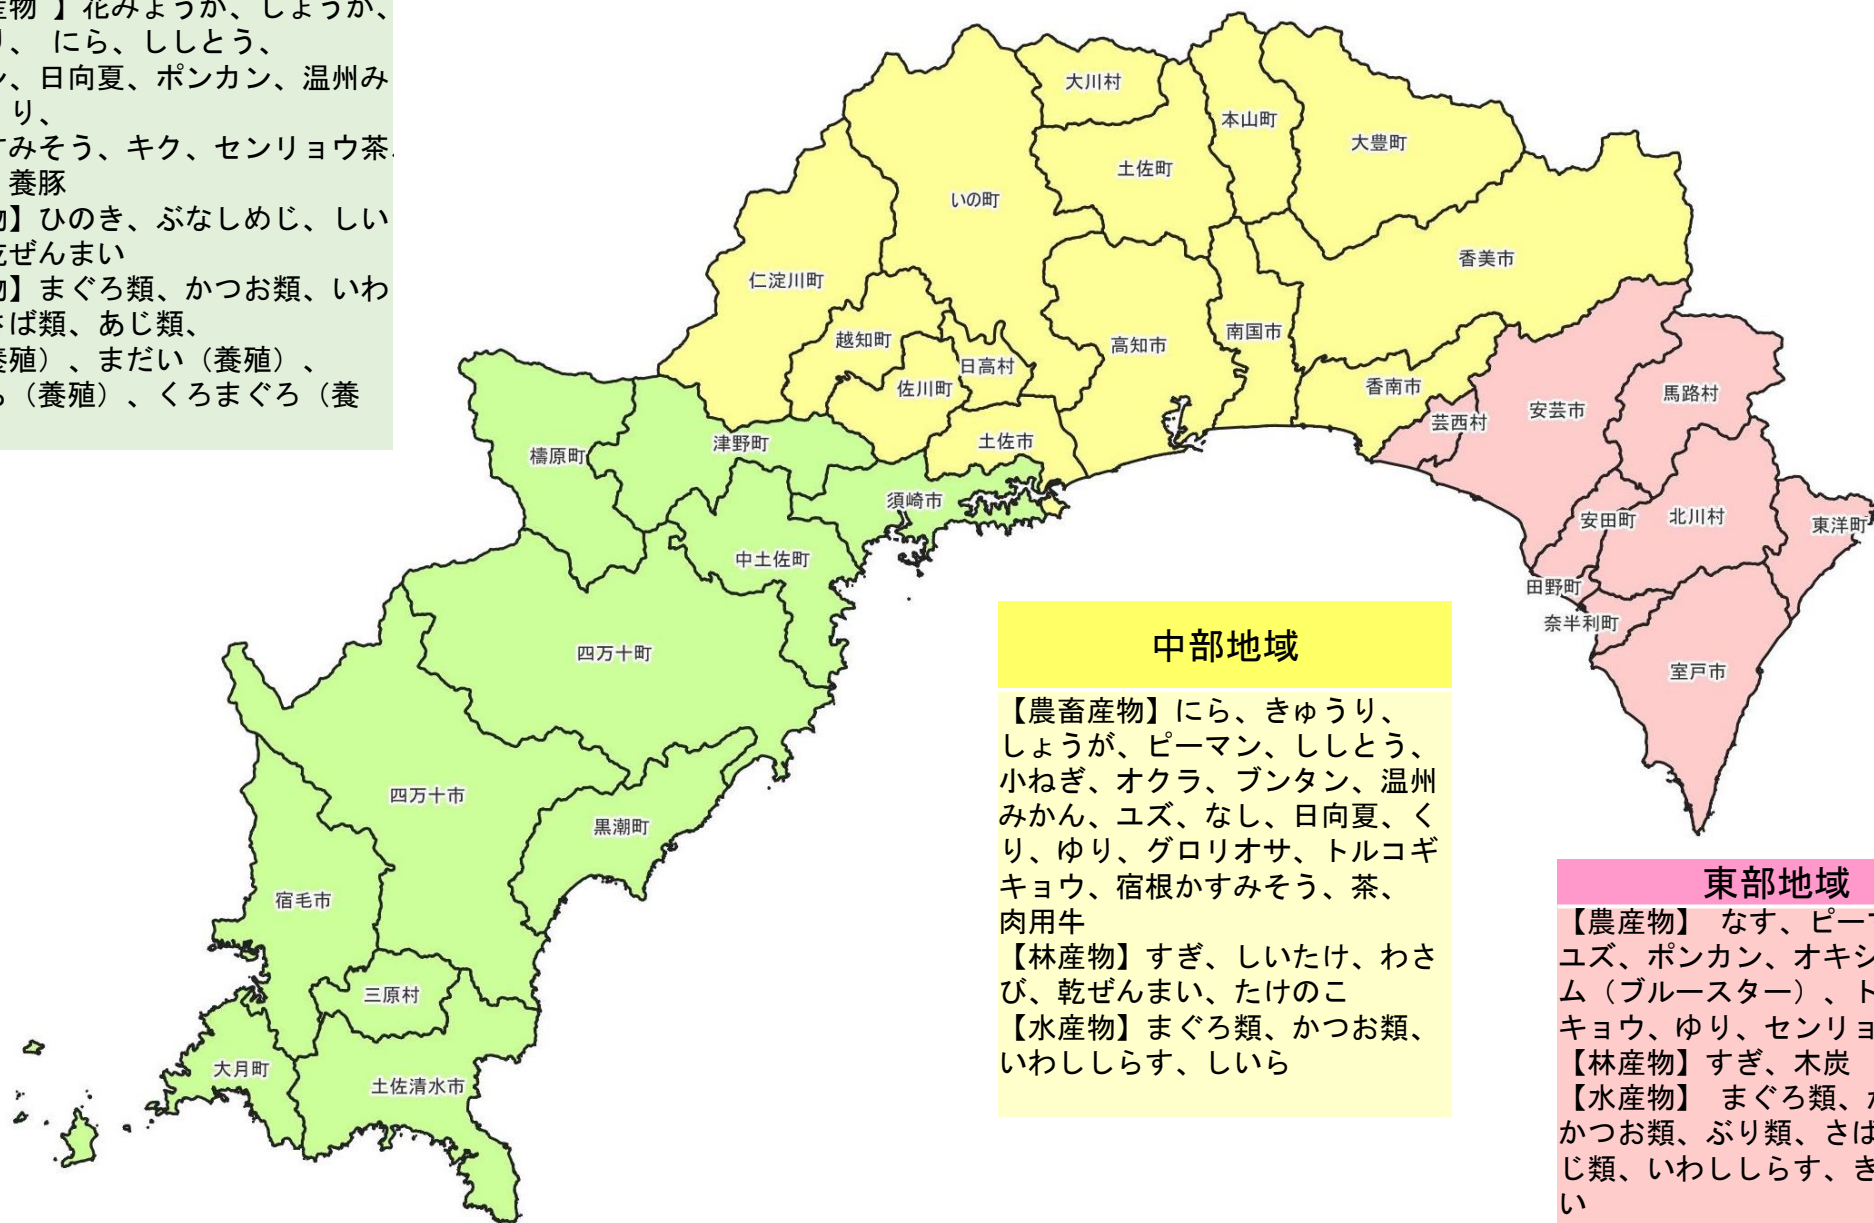 産物 】花みょうが、しょうが、
り、 にら、ししとう、
ン、日向夏、ポンカン、温州み
り、
すみそう、キク、センリョウ茶、
養豚
物】ひのき、ぶなしめじ、しい
乾ぜんまい
物】まぐろ類、かつお類、いわ
さば類、あじ類、
養殖）、まだい（養殖）、
（養殖）、くろまぐろ（養
大川村
本山町
大豊町
土佐町
いの町
香美市
仁淀川町
南国市
越知町
高知市
日高村
佐川町
香南市
馬路村
安芸市
芸西村
土佐市
津野町
檮原町
須崎市
安田町
北川村
東洋町
中土佐町
田野町
奈半利町
四万十町
室戸市
四万十市
黒潮町
宿毛市
三原村
大月町
土佐清水市
中部地域
【農畜産物】にら、きゅうり、
しょうが、ピーマン、ししとう、
小ねぎ、オクラ、ブンタン、温州
みかん、ユズ、なし、日向夏、く
り、ゆり、グロリオサ、トルコギ
キョウ、宿根かすみそう、茶、
肉用牛
【林産物】すぎ、しいたけ、わさ
び、乾ぜんまい、たけのこ
【水産物】まぐろ類、かつお類、
いわししらす、しいら
東部地域
【農産物】 なす、ピー
ユズ、ポンカン、オキシ
ム（ブルースター）、ト
キョウ、ゆり、センリョ
【林産物】すぎ、木炭
【水産物】 まぐろ類、
かつお類、ぶり類、さば
じ類、いわししらす、き
い